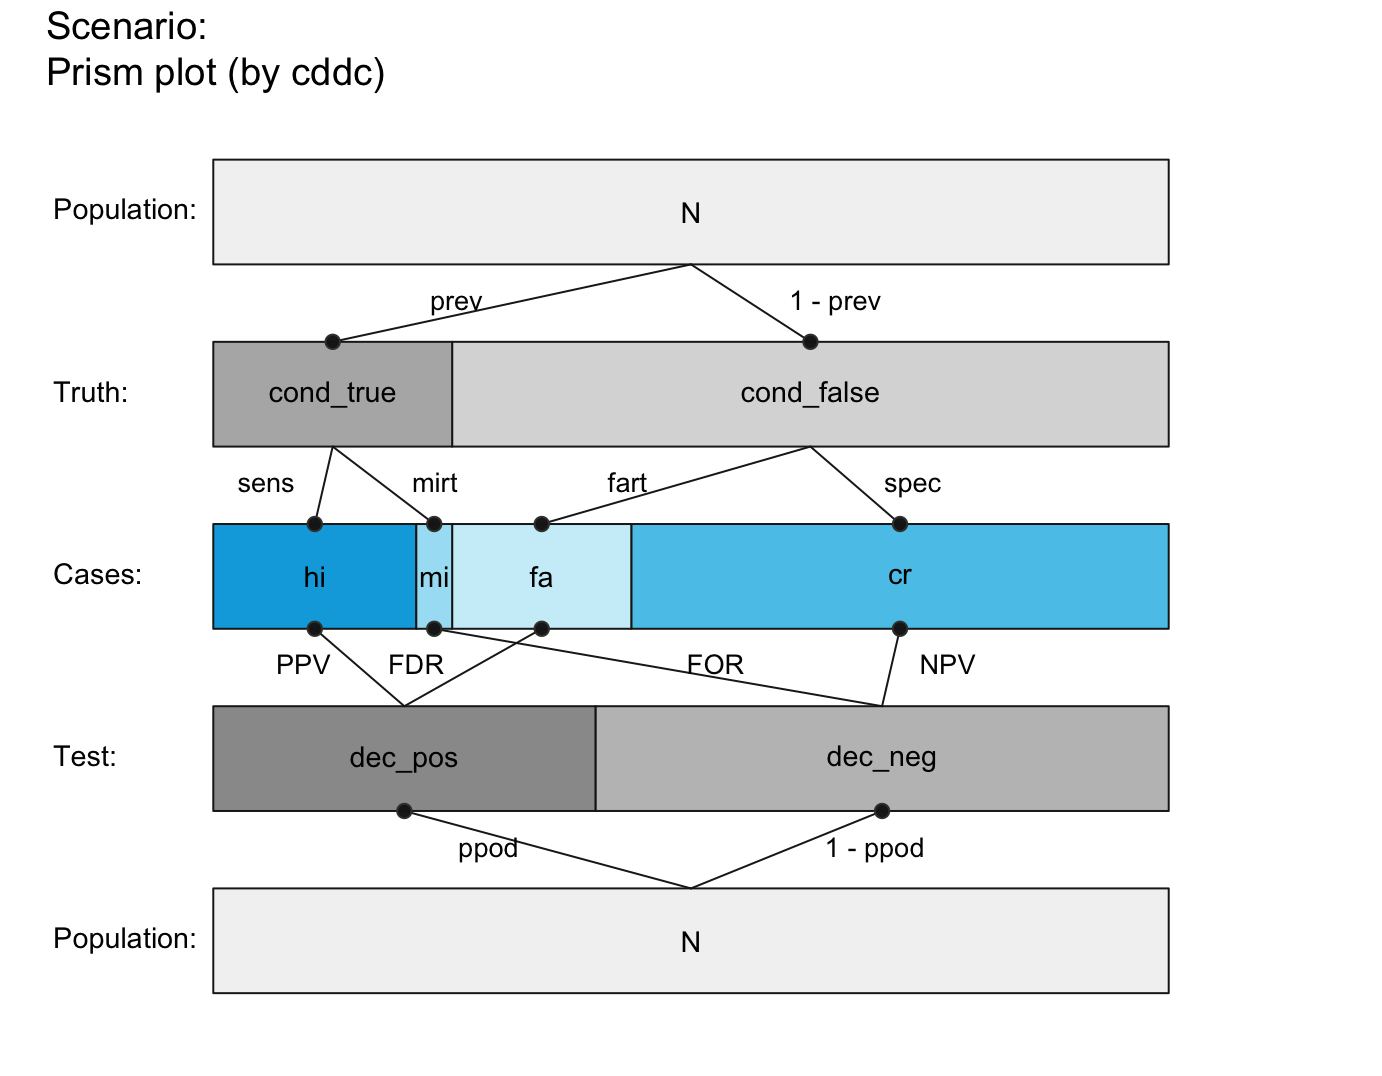 Scenario:
Prism plot (by cddc)
Population:
N
prev
1 - prev
Truth:
cond_true
cond_false
sens
mirt
fart
spec
Cases:
hi
mi
fa
cr
PPV
FDR
FOR
NPV
Test:
dec_pos
dec_neg
ppod
1 - ppod
Population:
N